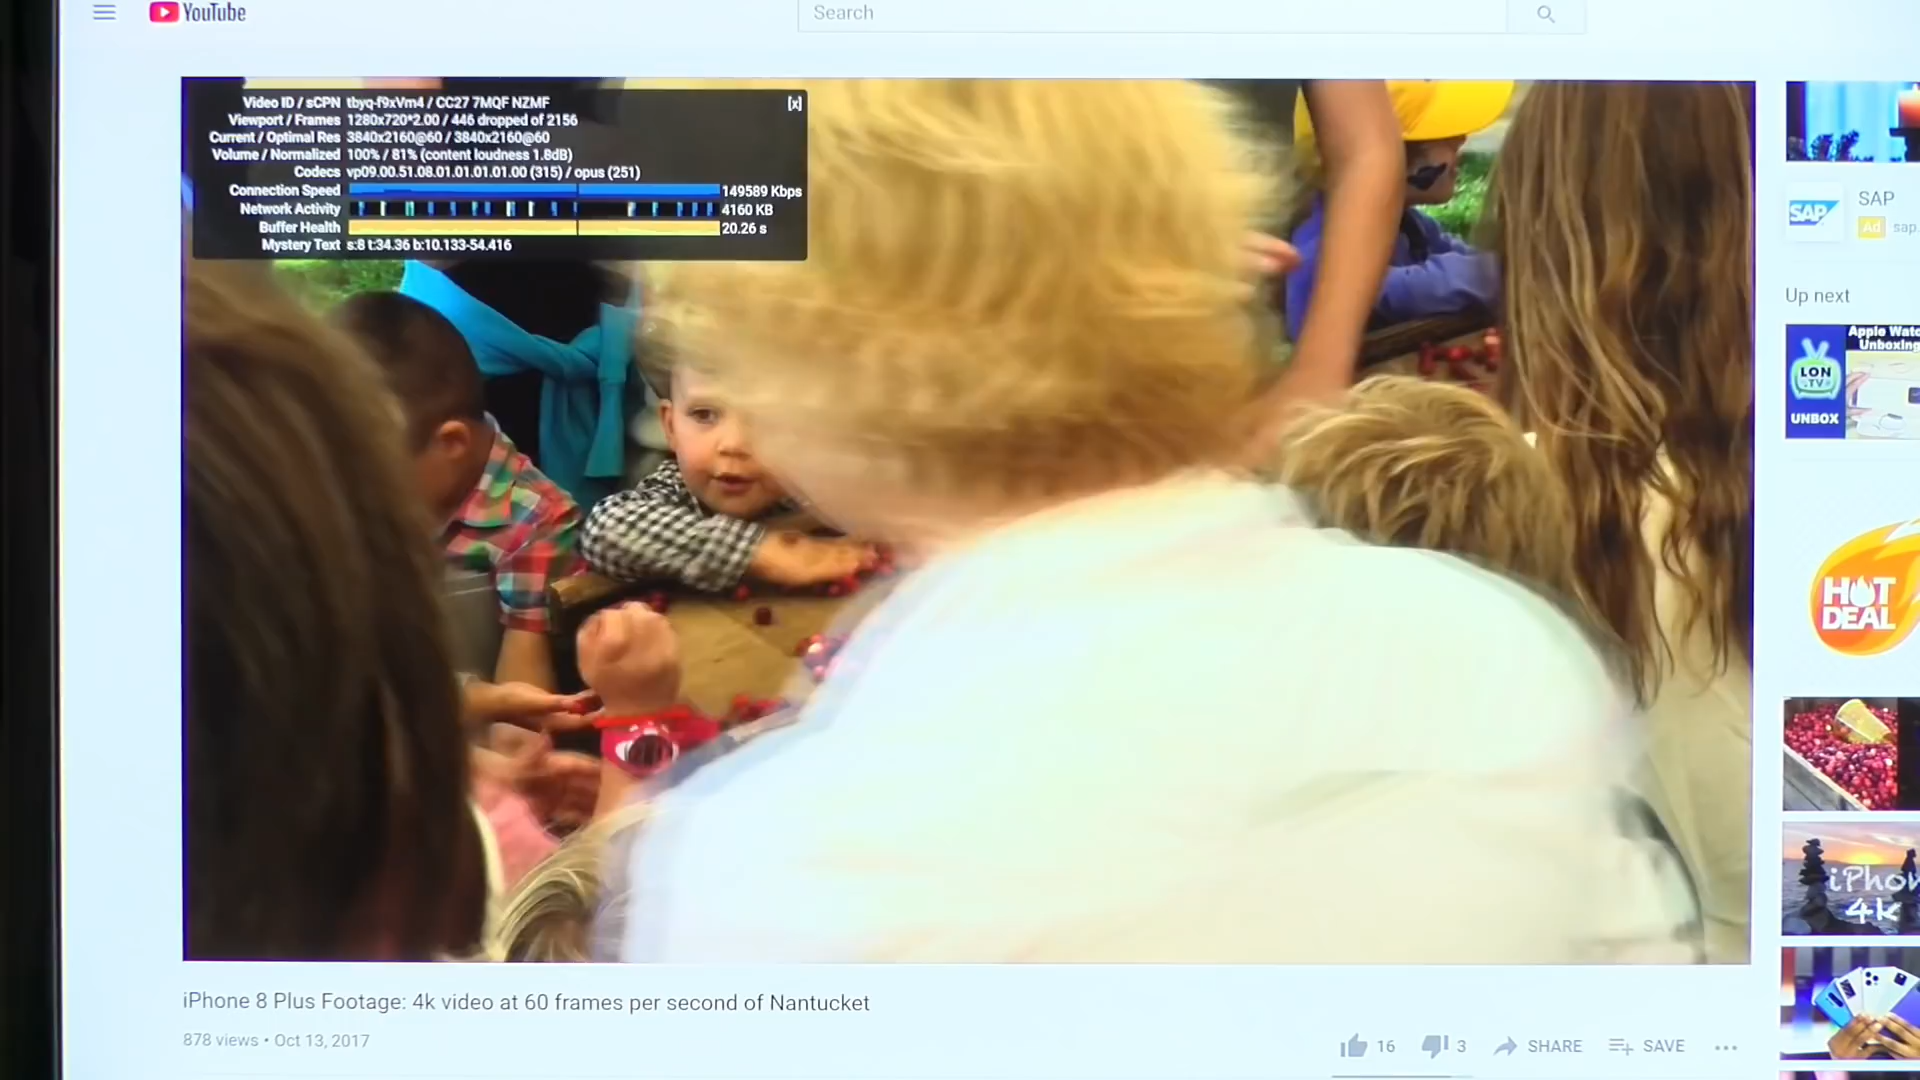 YouTube
Search
Video ID / sCPN tbyq-f9xVm4 / CC27 7MQF NZMF [x]
Viewport / Frames 1280x720*2.00 / 446 dropped of 2156
Current / Optimal Res 3840x2160@60 / 3840x2160@60
Volume / Normalized 100% / 81% (content loudness 1.8dB)
Codecs vp09.00.51.08.01.01.01.01.00 (315) / opus (251)
Connection Speed 149589 Kbps
Network Activity 4160 KB
Buffer Health 20.26 s
Mystery Text s:8 t:34.36 b:10.133-54.416
SAP
SAP
Ad sap.
Up next
Apple Watc
Unboxing
LON
.TV
UNBOX
HOT
DEAL
iPhon
4k
iPhone 8 Plus Footage: 4k video at 60 frames per second of Nantucket
878 views • Oct 13, 2017
16 3 SHARE SAVE